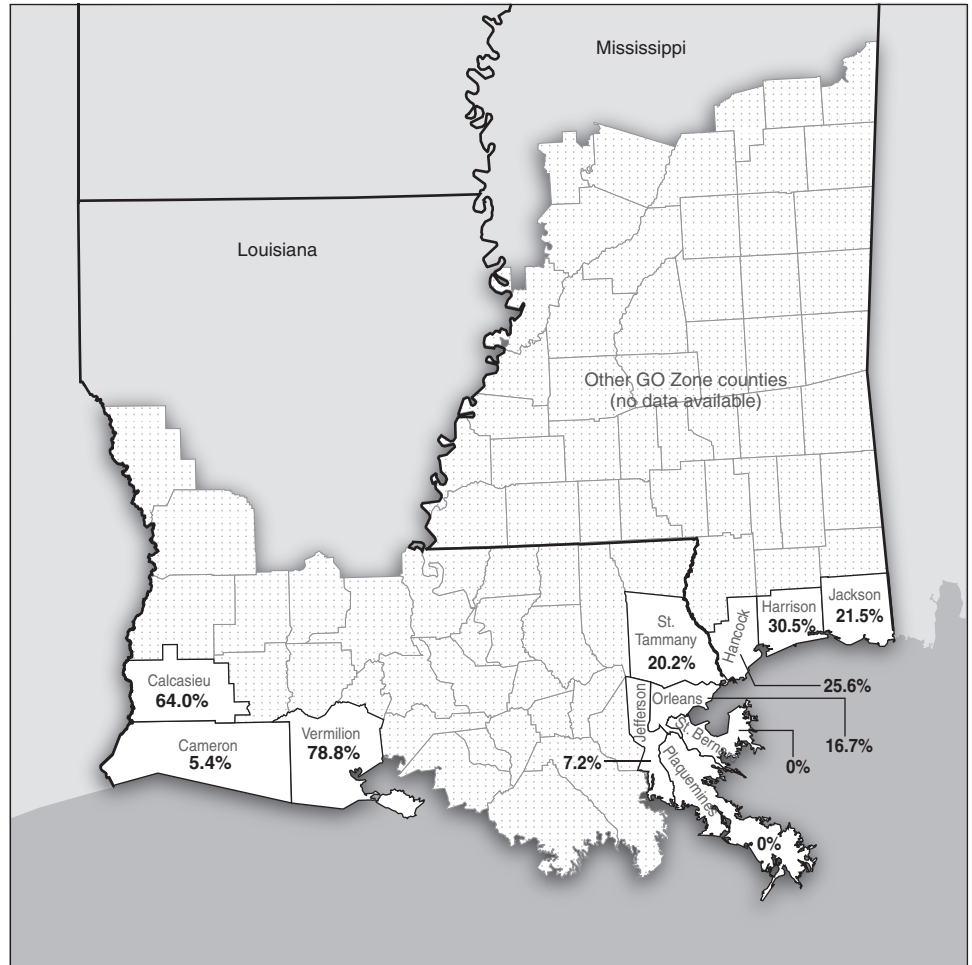 Mississippi
Louisiana
Other GO Zone counties
(no data available)
Jackson
21.5%
Harrison
30.5%
Hancock
St.
Tammany
20.2%
25.6%
Calcasieu
64.0%
Jefferson
Orleans
Cameron
5.4%
Vermilion
78.8%
St. Bernard
16.7%
7.2%
0%
Plaquemines
0%